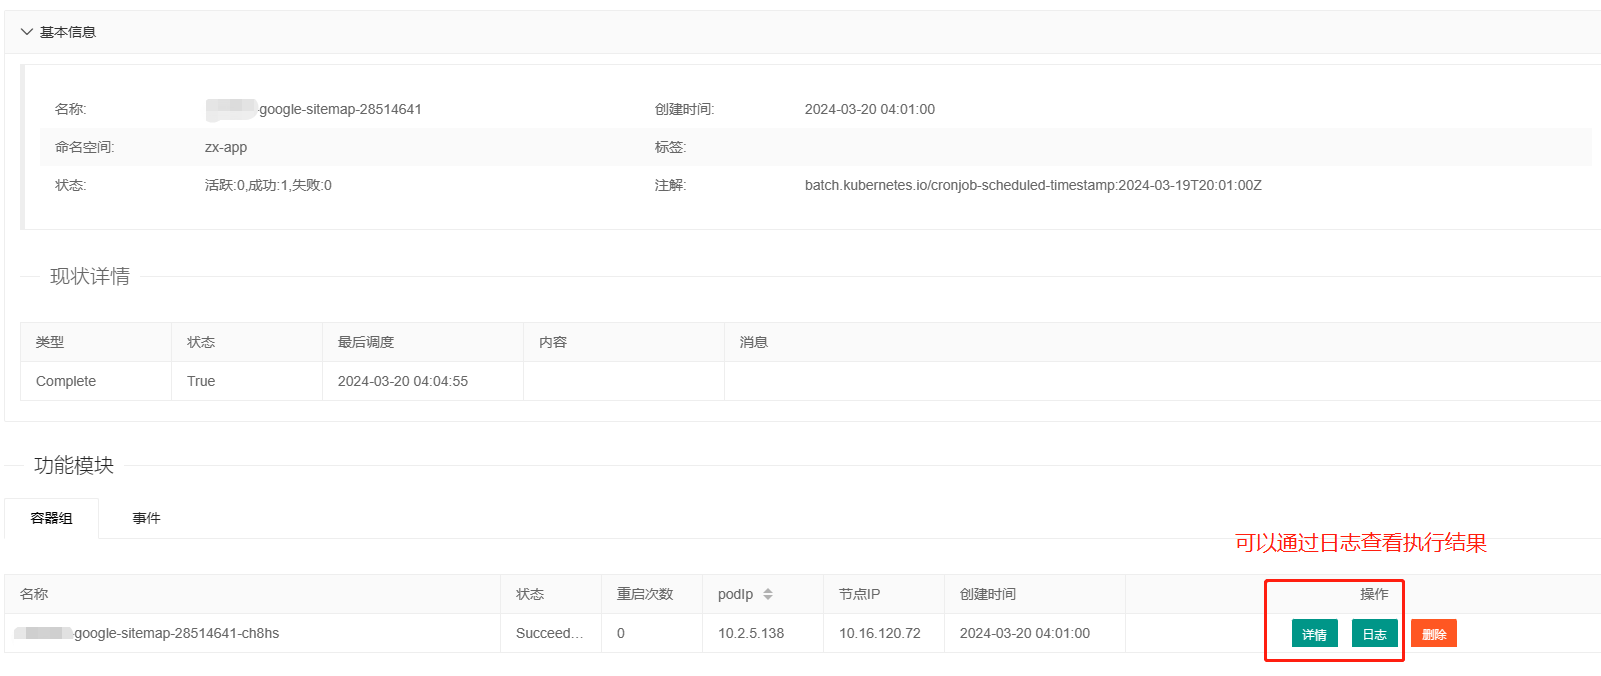 基本信息
名称: -google-sitemap-28514641 创建时间: 2024-03-20 04:01:00
命名空间: zx-app 标签:
状态: 活跃:0,成功:1,失败:0 注解: batch.kubernetes.io/cronjob-scheduled-timestamp:2024-03-19T20:01:00Z
现状详情
类型 状态 最后调度 内容 消息
Complete True 2024-03-20 04:04:55
功能模块
容器组 事件
可以通过日志查看执行结果
名称 状态 重启次数 podIp 节点IP 创建时间 操作
-google-sitemap-28514641-ch8hs Succeed... 0 10.2.5.138 10.16.120.72 2024-03-20 04:01:00 详情 日志 删除